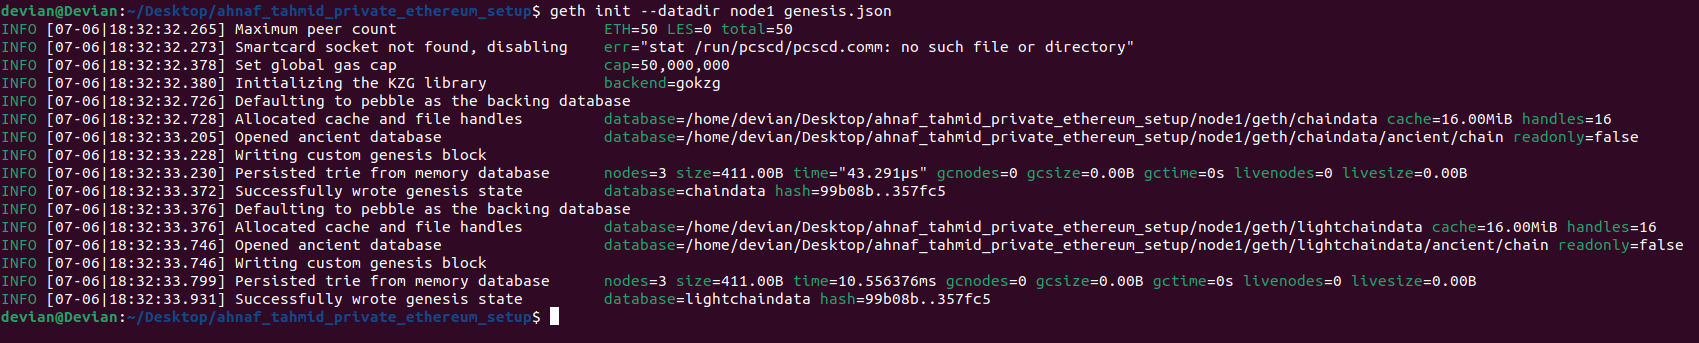 devian@Devian:~/Desktop/ahnaf_tahmid_private_ethereum_setup$ geth init --datadir node1 genesis.json
INFO [07-06|18:32:32.265] Maximum peer count                       ETH=50 LES=0 total=50
INFO [07-06|18:32:32.273] Smartcard socket not found, disabling    err="stat /run/pcscd/pcscd.comm: no such file or directory"
INFO [07-06|18:32:32.378] Set global gas cap                       cap=50,000,000
INFO [07-06|18:32:32.380] Initializing the KZG library             backend=gokzg
INFO [07-06|18:32:32.726] Defaulting to pebble as the backing database
INFO [07-06|18:32:32.728] Allocated cache and file handles         database=/home/devian/Desktop/ahnaf_tahmid_private_ethereum_setup/node1/geth/chaindata cache=16.00MiB handles=16
INFO [07-06|18:32:33.205] Opened ancient database                  database=/home/devian/Desktop/ahnaf_tahmid_private_ethereum_setup/node1/geth/chaindata/ancient/chain readonly=false
INFO [07-06|18:32:33.228] Writing custom genesis block
INFO [07-06|18:32:33.230] Persisted trie from memory database      nodes=3 size=411.00B time="43.291µs" gcnodes=0 gcsize=0.00B gctime=0s livenodes=0 livesize=0.00B
INFO [07-06|18:32:33.372] Successfully wrote genesis state         database=chaindata hash=99b08b..357fc5
INFO [07-06|18:32:33.376] Defaulting to pebble as the backing database
INFO [07-06|18:32:33.376] Allocated cache and file handles         database=/home/devian/Desktop/ahnaf_tahmid_private_ethereum_setup/node1/geth/lightchaindata cache=16.00MiB handles=16
INFO [07-06|18:32:33.746] Opened ancient database                  database=/home/devian/Desktop/ahnaf_tahmid_private_ethereum_setup/node1/geth/lightchaindata/ancient/chain readonly=false
INFO [07-06|18:32:33.746] Writing custom genesis block
INFO [07-06|18:32:33.799] Persisted trie from memory database      nodes=3 size=411.00B time=10.556376ms gcnodes=0 gcsize=0.00B gctime=0s livenodes=0 livesize=0.00B
INFO [07-06|18:32:33.931] Successfully wrote genesis state         database=lightchaindata hash=99b08b..357fc5
devian@Devian:~/Desktop/ahnaf_tahmid_private_ethereum_setup$